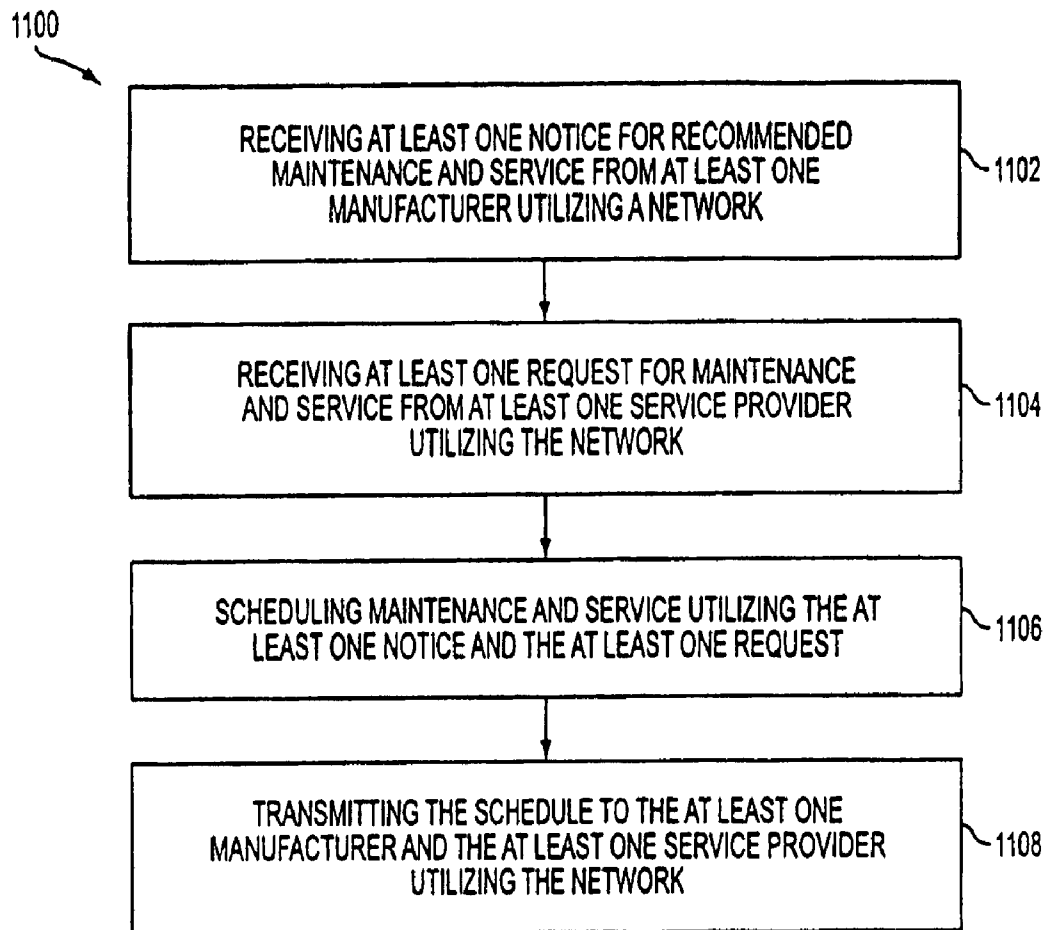 1100
RECEIVING AT LEAST ONE NOTICE FOR RECOMMENDED
MAINTENANCE AND SERVICE FROM AT LEAST ONE
MANUFACTURER UTILIZING A NETWORK
1102
RECEIVING AT LEAST ONE REQUEST FOR MAINTENANCE
AND SERVICE FROM AT LEAST ONE SERVICE PROVIDER
UTILIZING THE NETWORK
1104
SCHEDULING MAINTENANCE AND SERVICE UTILIZING THE AT
LEAST ONE NOTICE AND THE AT LEAST ONE REQUEST
1106
TRANSMITTING THE SCHEDULE TO THE AT LEAST ONE
MANUFACTURER AND THE AT LEAST ONE SERVICE PROVIDER
UTILIZING THE NETWORK
1108